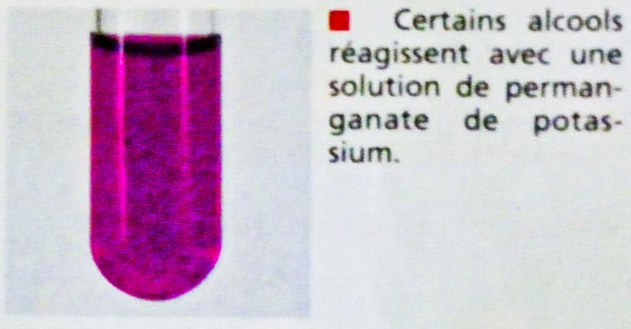 Certains alcools
réagissent avec une
solution de perman-
ganate de potas-
sium.